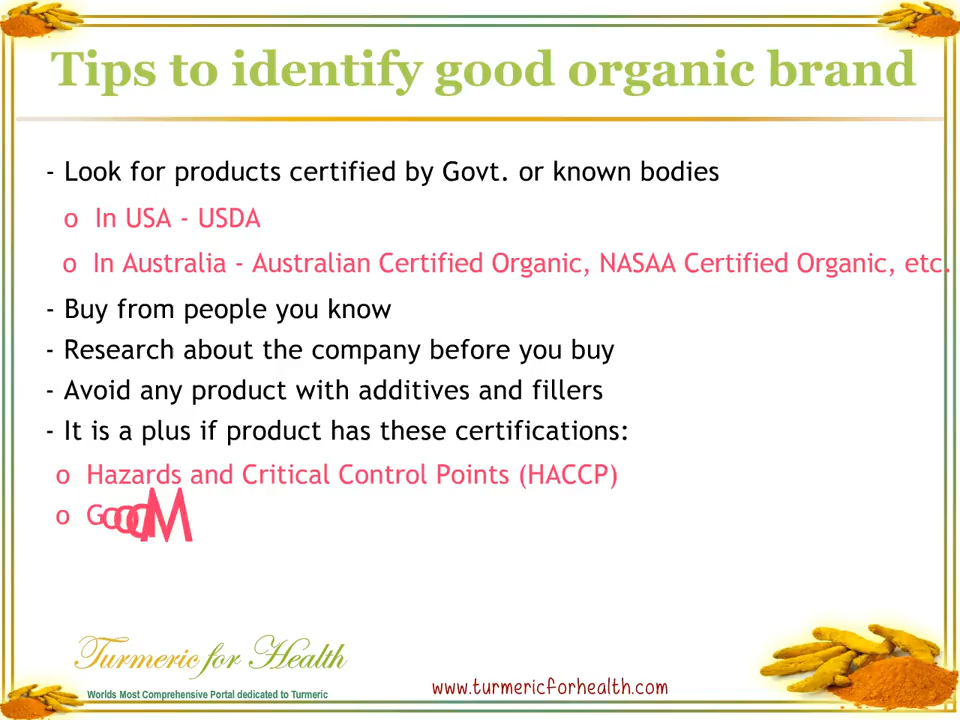 Tips to identify good organic brand
- Look for products certified by Govt. or known bodies
o In USA - USDA
o In Australia - Australian Certified Organic, NASAA Certified Organic, etc.
- Buy from people you know
- Research about the company before you buy
- Avoid any product with additives and fillers
- It is a plus if product has these certifications:
o Hazards and Critical Control Points (HACCP)
o Good M
Turmeric for Health
Worlds Most Comprehensive Portal dedicated to Turmeric
www.turmericforhealth.com